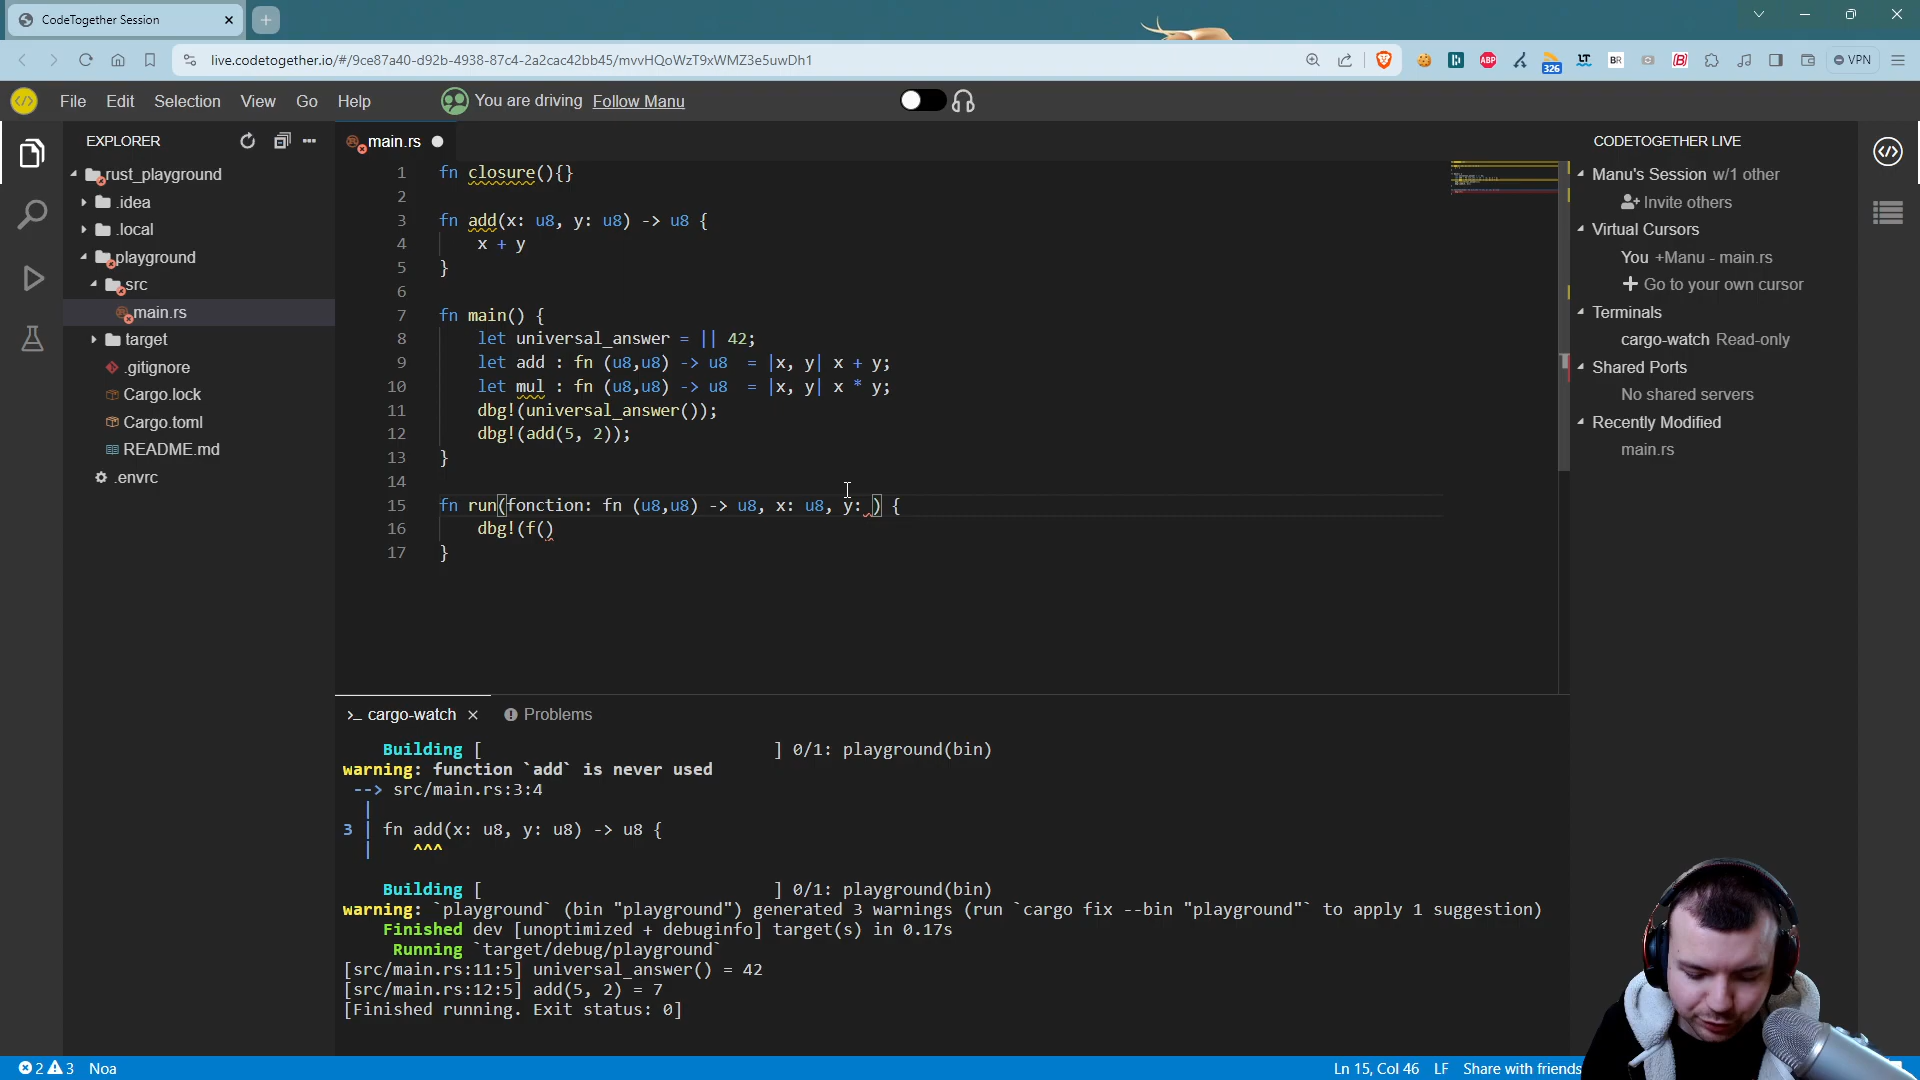 CodeTogether Session
live.codetogether.io/#/9ce87a40-d92b-4938-87c4-2a2cac42bb45/mvvHQoWzT9xWMZ3e5uwDh1
ABP
326
LT
BR
VPN
File Edit Selection View Go Help
You are driving Follow Manu
EXPLORER
rust_playground
.idea
.local
playground
src
main.rs
target
.gitignore
Cargo.lock
Cargo.toml
README.md
.envrc
main.rs
1 fn closure(){}
2
3 fn add(x: u8, y: u8) -> u8 {
4 x + y
5 }
6
7 fn main() {
8 let universal_answer = || 42;
9 let add : fn (u8,u8) -> u8  = |x, y| x + y;
10 let mul : fn (u8,u8) -> u8  = |x, y| x * y;
11 dbg!(universal_answer());
12 dbg!(add(5, 2));
13 }
14
15 fn run(fonction: fn (u8,u8) -> u8, x: u8, y: ) {
16 dbg!(f()
17 }
CODETOGETHER LIVE
Manu's Session w/1 other
Invite others
Virtual Cursors
You +Manu - main.rs
Go to your own cursor
Terminals
cargo-watch Read-only
Shared Ports
No shared servers
Recently Modified
main.rs
cargo-watch
Problems
Building [ ] 0/1: playground(bin)
warning: function `add` is never used
--> src/main.rs:3:4
|
3 | fn add(x: u8, y: u8) -> u8 {
| ^^^
Building [ ] 0/1: playground(bin)
warning: `playground` (bin "playground") generated 3 warnings (run `cargo fix --bin "playground"` to apply 1 suggestion)
Finished dev [unoptimized + debuginfo] target(s) in 0.17s
Running `target/debug/playground`
[src/main.rs:11:5] universal_answer() = 42
[src/main.rs:12:5] add(5, 2) = 7
[Finished running. Exit status: 0]
2 3 Noa
Ln 15, Col 46 LF Share with friends